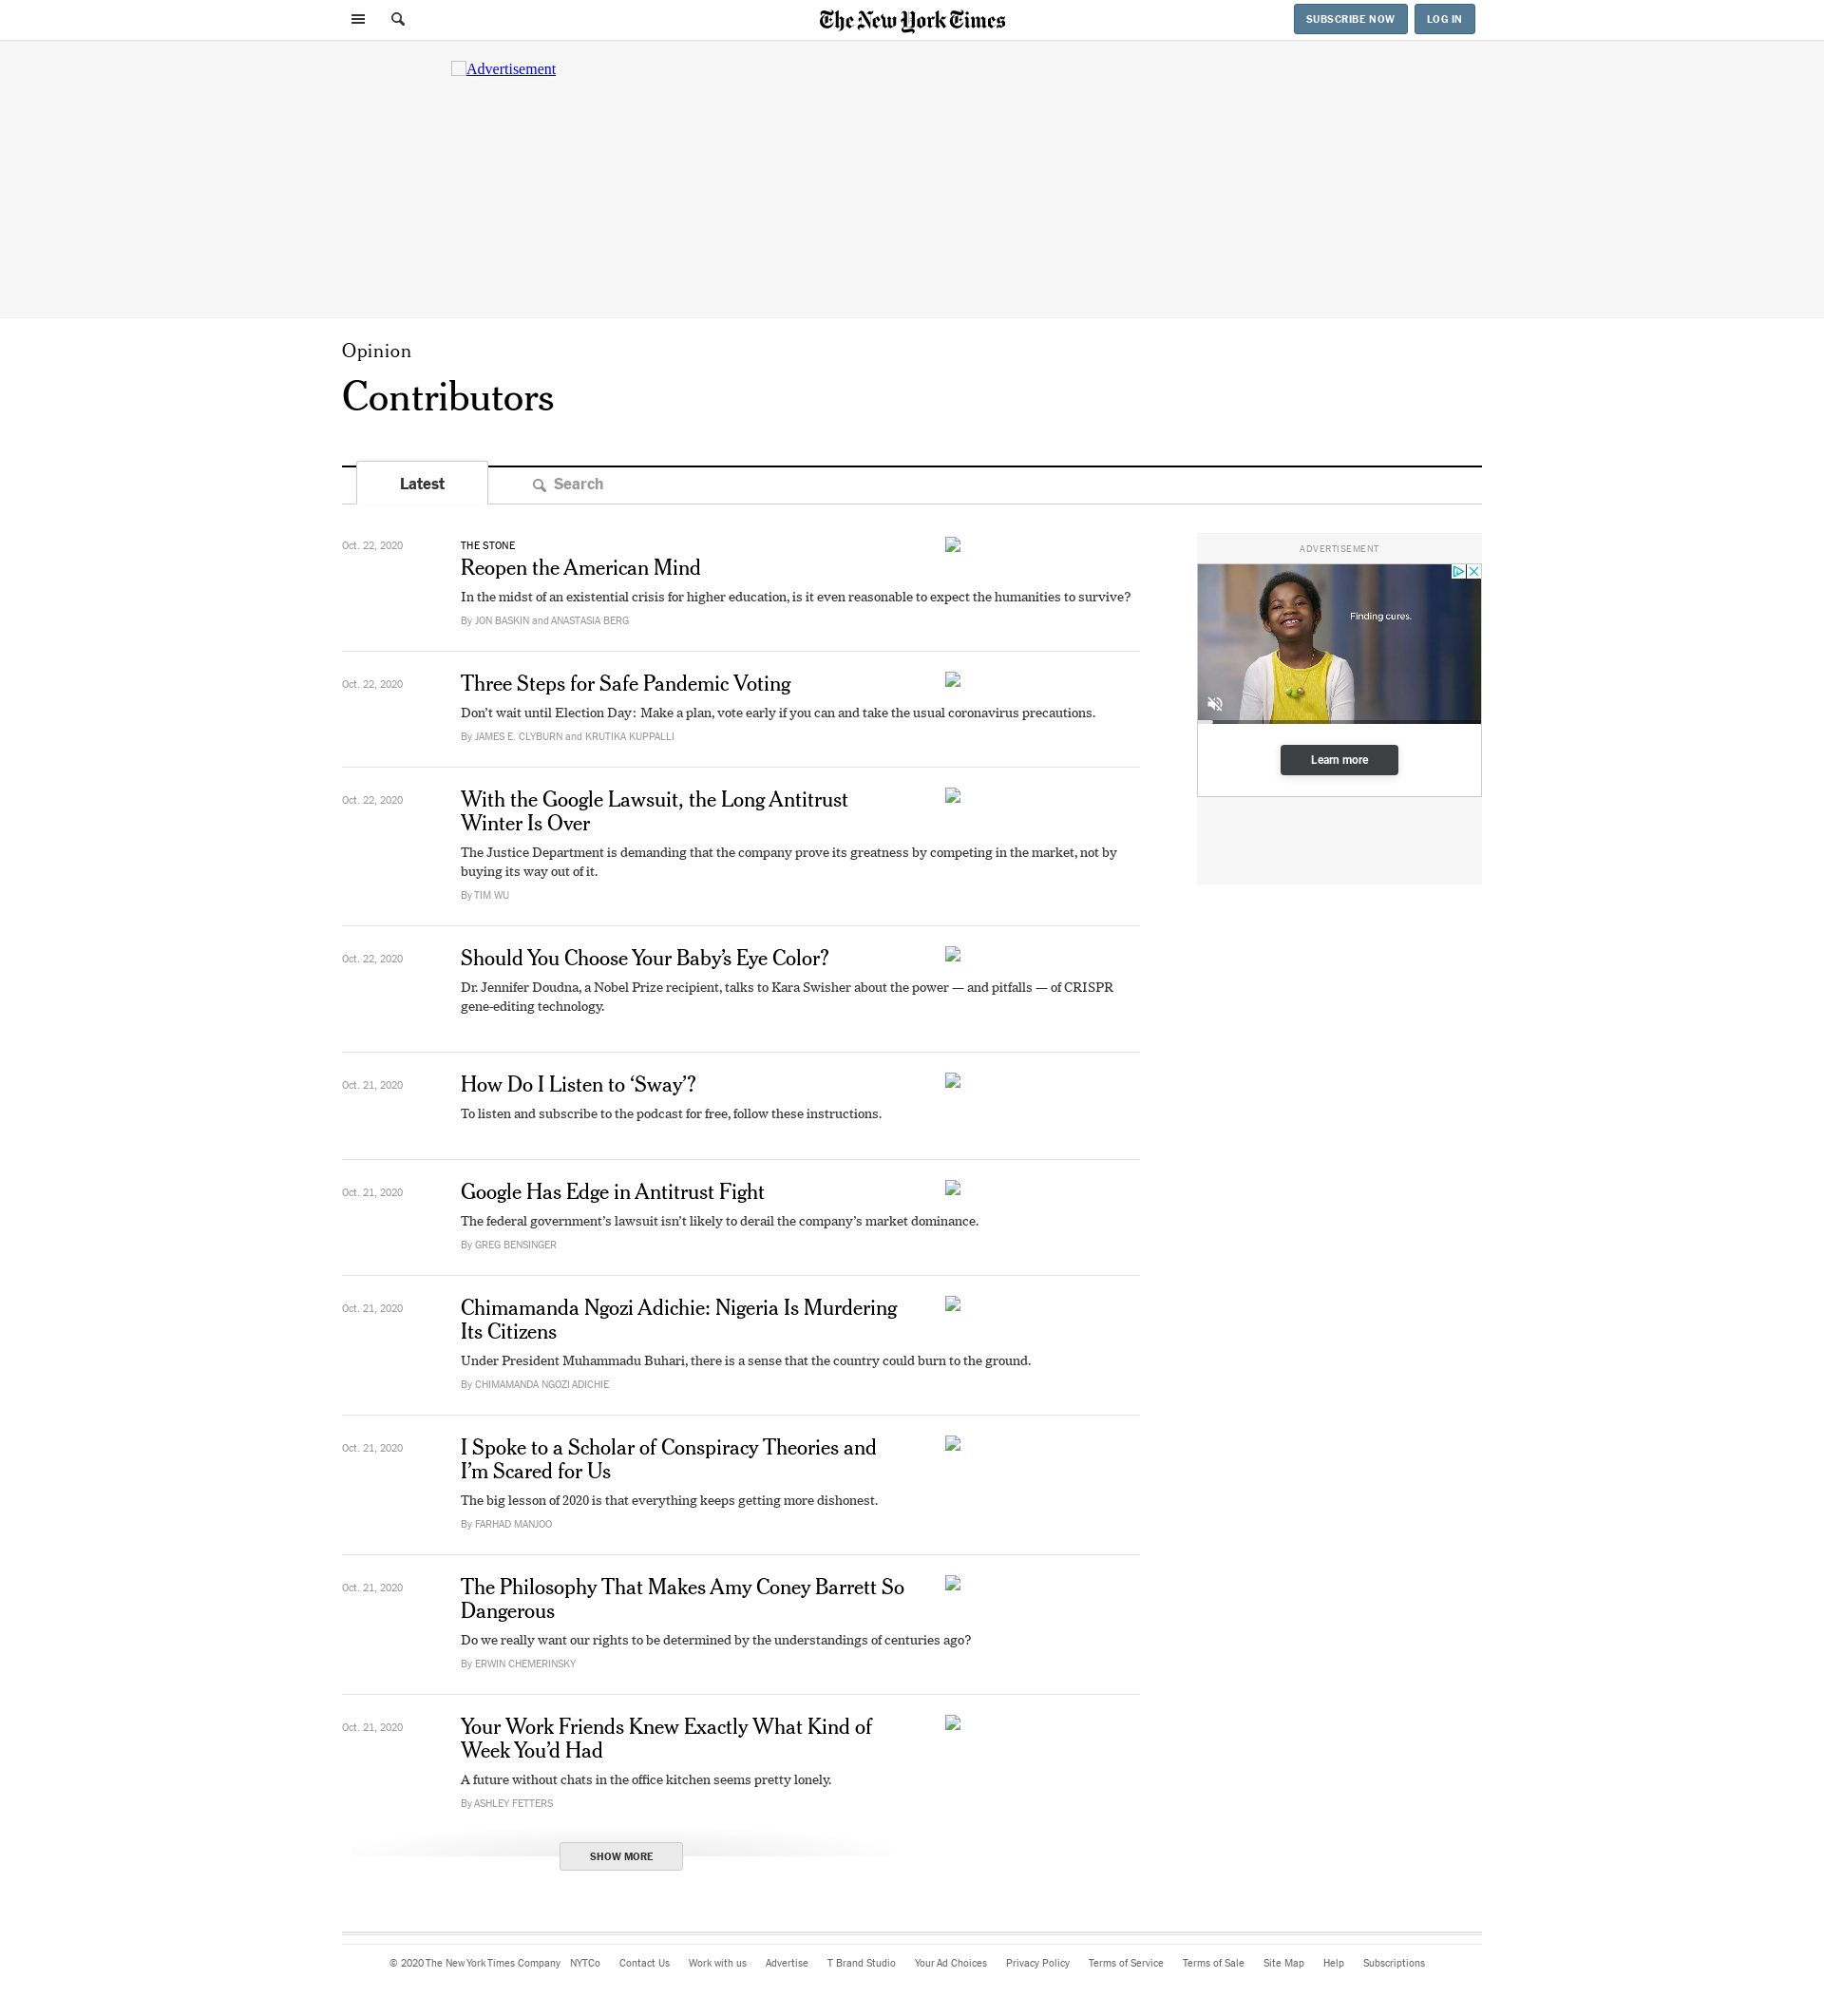 The New York Times
SUBSCRIBE NOW
LOG IN
Advertisement
Opinion
Contributors
Latest
Search
Oct. 22, 2020
THE STONE
Reopen the American Mind
In the midst of an existential crisis for higher education, is it even reasonable to expect the humanities to survive?
By JON BASKIN and ANASTASIA BERG
Oct. 22, 2020
Three Steps for Safe Pandemic Voting
Don’t wait until Election Day: Make a plan, vote early if you can and take the usual coronavirus precautions.
By JAMES E. CLYBURN and KRUTIKA KUPPALLI
Oct. 22, 2020
With the Google Lawsuit, the Long Antitrust
Winter Is Over
The Justice Department is demanding that the company prove its greatness by competing in the market, not by
buying its way out of it.
By TIM WU
Oct. 22, 2020
Should You Choose Your Baby’s Eye Color?
Dr. Jennifer Doudna, a Nobel Prize recipient, talks to Kara Swisher about the power — and pitfalls — of CRISPR
gene-editing technology.
Oct. 21, 2020
How Do I Listen to ‘Sway’?
To listen and subscribe to the podcast for free, follow these instructions.
Oct. 21, 2020
Google Has Edge in Antitrust Fight
The federal government’s lawsuit isn’t likely to derail the company’s market dominance.
By GREG BENSINGER
Oct. 21, 2020
Chimamanda Ngozi Adichie: Nigeria Is Murdering
Its Citizens
Under President Muhammadu Buhari, there is a sense that the country could burn to the ground.
By CHIMAMANDA NGOZI ADICHIE
Oct. 21, 2020
I Spoke to a Scholar of Conspiracy Theories and
I’m Scared for Us
The big lesson of 2020 is that everything keeps getting more dishonest.
By FARHAD MANJOO
Oct. 21, 2020
The Philosophy That Makes Amy Coney Barrett So
Dangerous
Do we really want our rights to be determined by the understandings of centuries ago?
By ERWIN CHEMERINSKY
Oct. 21, 2020
Your Work Friends Knew Exactly What Kind of
Week You’d Had
A future without chats in the office kitchen seems pretty lonely.
By ASHLEY FETTERS
SHOW MORE
ADVERTISEMENT
Finding cures.
Learn more
© 2020 The New York Times Company NYTCo Contact Us Work with us Advertise T Brand Studio Your Ad Choices Privacy Policy Terms of Service Terms of Sale Site Map Help Subscriptions